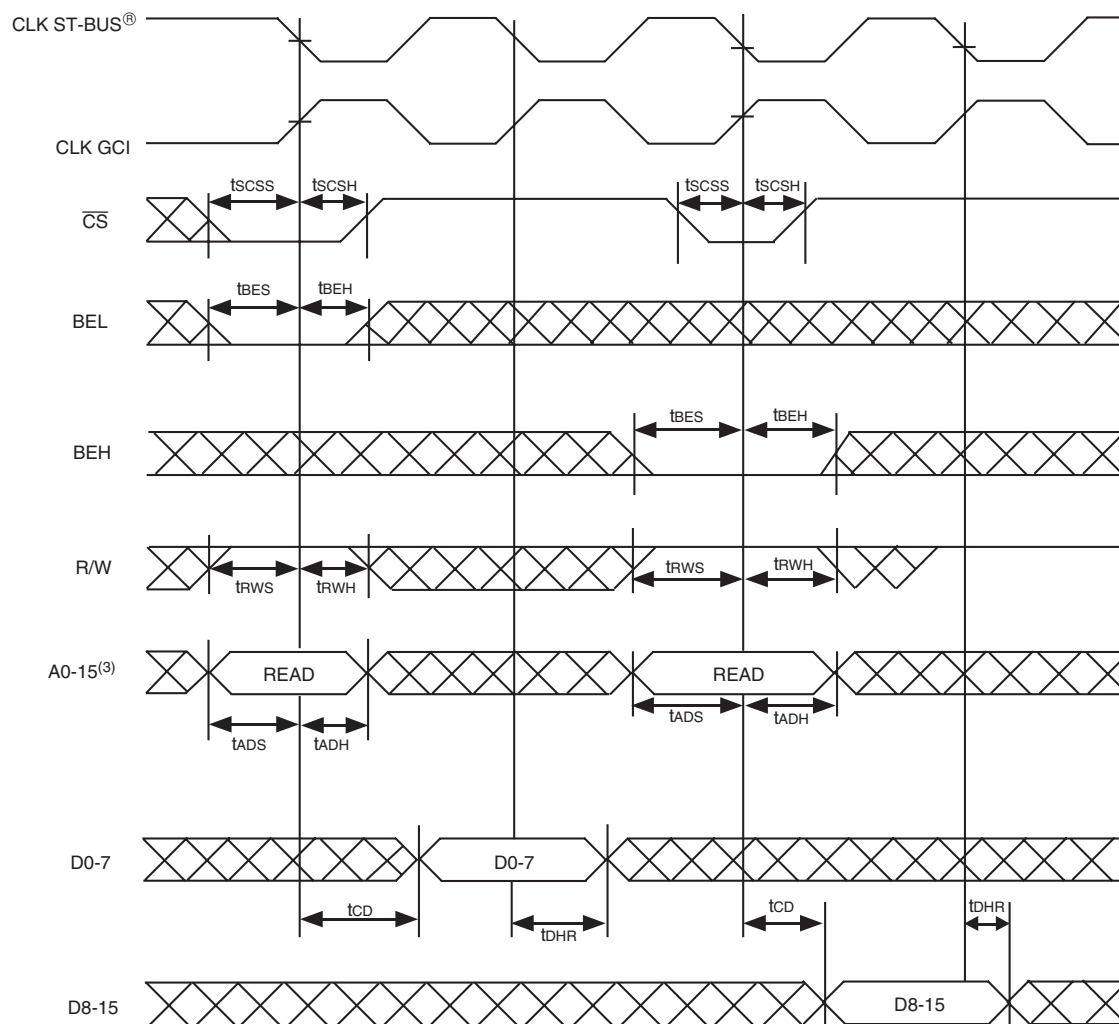 CLK ST-BUS®
CLK GCI
tSCSS tSCSH tSCSS tSCSH
CS
tBES tBEH
BEL
tBES tBEH
BEH
R/W
tRWS tRWH tRWS tRWH
A0-15(3) READ READ
tADS tADH tADS tADH
D0-7 D0-7
tCD tDHR tCD tDHR
D8-15 D8-15